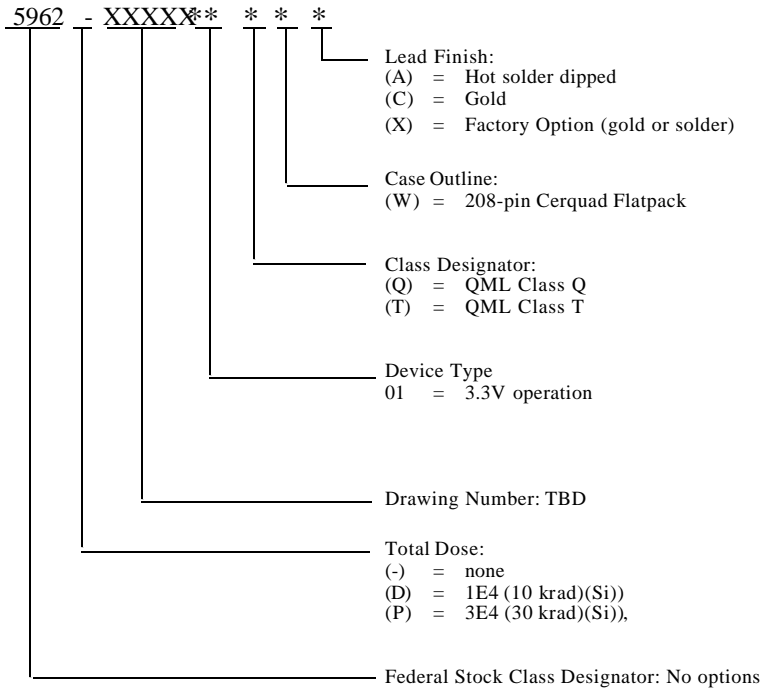 5962 - XXXXX** * * *
Lead Finish:
(A) = Hot solder dipped
(C) = Gold
(X) = Factory Option (gold or solder)
Case Outline:
(W) = 208-pin Cerquad Flatpack
Class Designator:
(Q) = QML Class Q
(T) = QML Class T
Device Type
01 = 3.3V operation
Drawing Number: TBD
Total Dose:
(-) = none
(D) = 1E4 (10 krad)(Si))
(P) = 3E4 (30 krad)(Si)),
Federal Stock Class Designator: No options